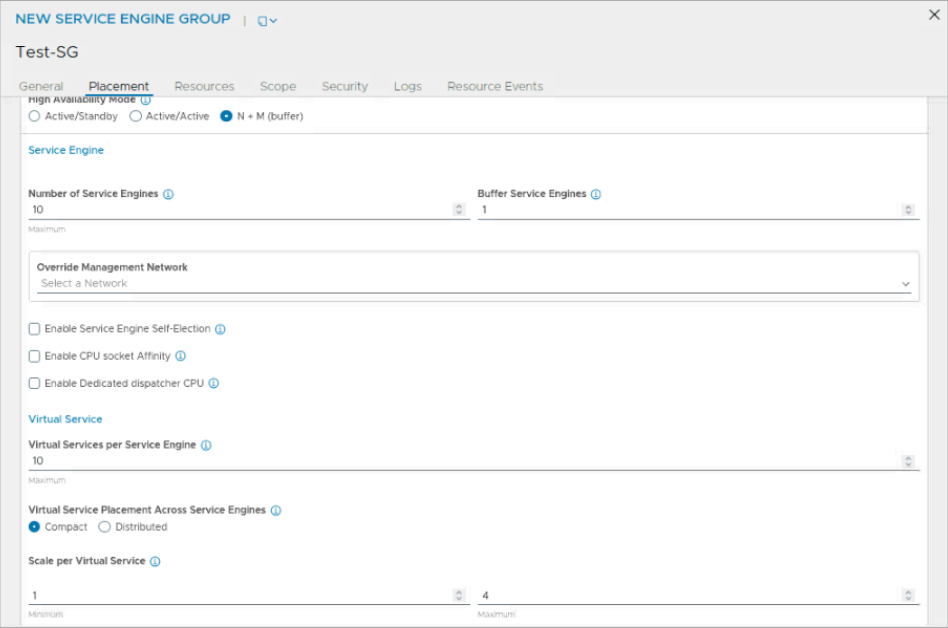 NEW SERVICE ENGINE GROUP |
Test-SG
General Placement Resources Scope Security Logs Resource Events
High Availability Mode
Active/Standby Active/Active N + M (buffer)
Service Engine
Number of Service Engines Buffer Service Engines
10 1
Maximum
Override Management Network
Select a Network
Enable Service Engine Self-Election
Enable CPU socket Affinity
Enable Dedicated dispatcher CPU
Virtual Service
Virtual Services per Service Engine
10
Maximum
Virtual Service Placement Across Service Engines
Compact Distributed
Scale per Virtual Service
1 4
Minimum Maximum